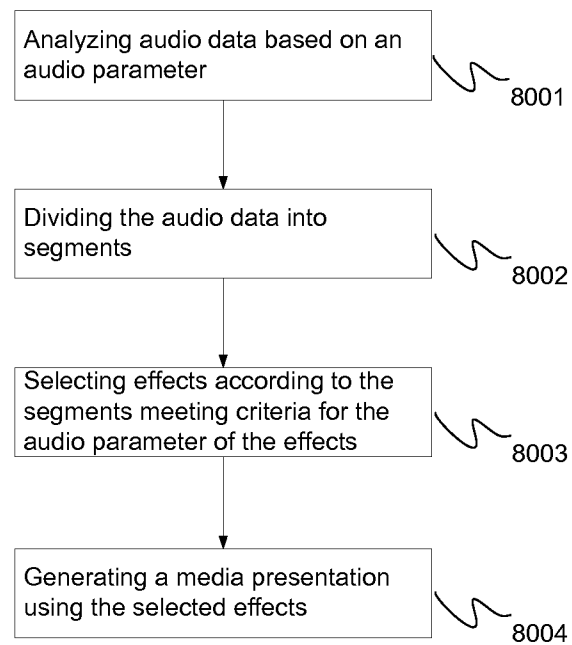 Analyzing audio data based on an
audio parameter
8001
Dividing the audio data into
segments
8002
Selecting effects according to the
segments meeting criteria for the
audio parameter of the effects
8003
Generating a media presentation
using the selected effects
8004